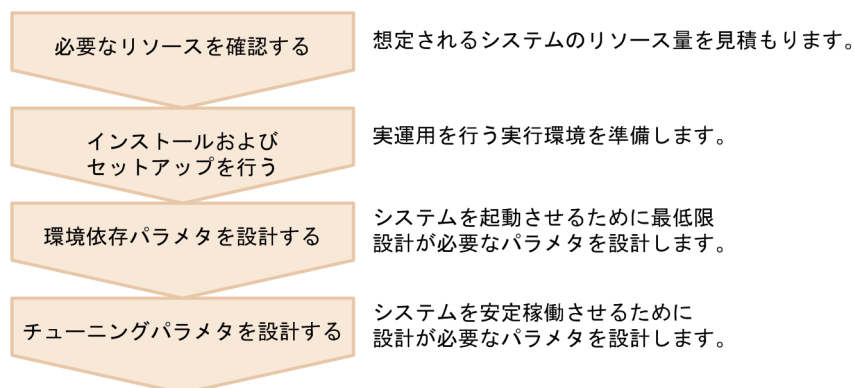 必要なリソースを確認する
想定されるシステムのリソース量を見積もります。
インストールおよび
セットアップを行う
実運用を行う実行環境を準備します。
環境依存パラメタを設計する
システムを起動させるために最低限
設計が必要なパラメタを設計します。
チューニングパラメタを設計する
システムを安定稼働させるために
設計が必要なパラメタを設計します。